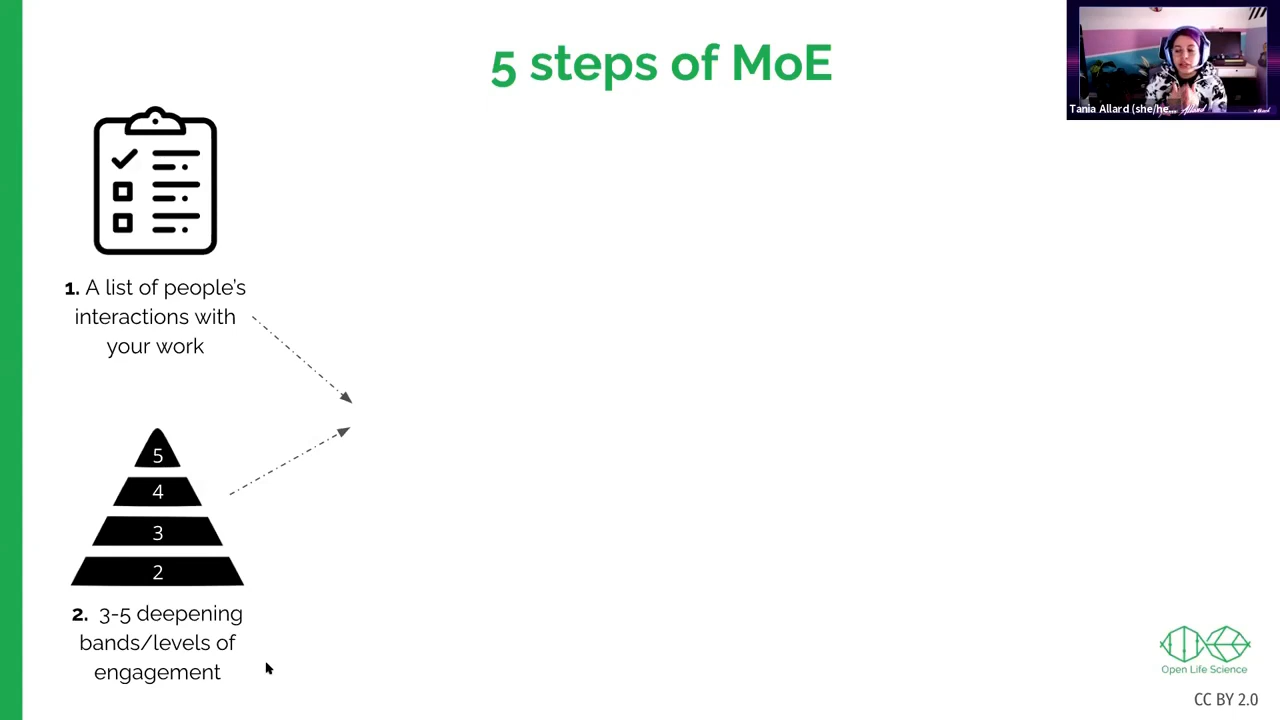 5 steps of MoE
Tania Allard (she/he...
1. A list of people's
interactions with
your work
5
4
3
2
2. 3-5 deepening
bands/levels of
engagement
Open Life Science
CC BY 2.0